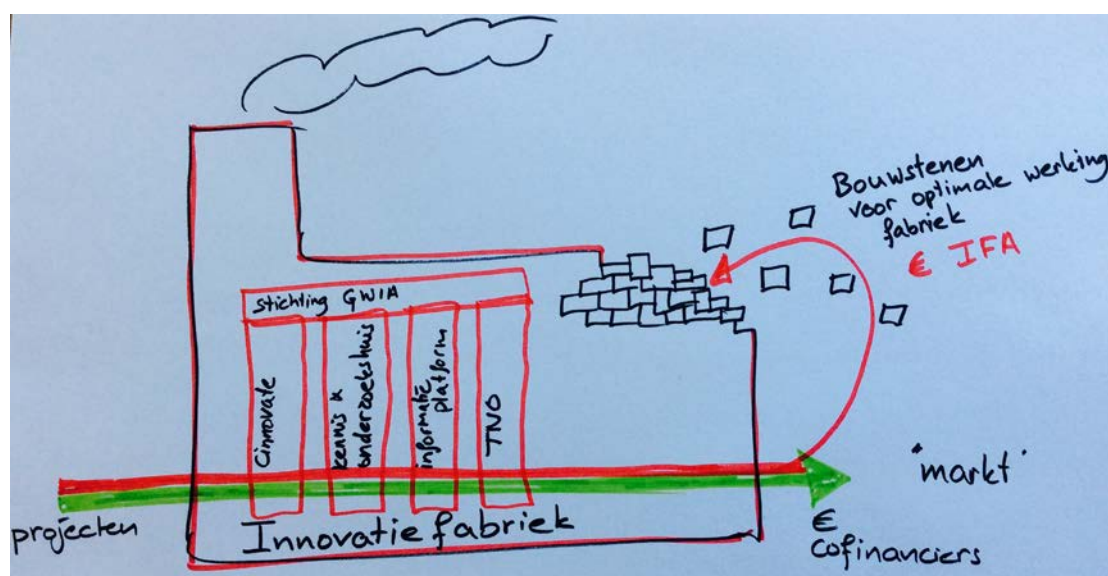 Bouwstenen
voor optimale werking
fabriek
€ IFA
stichting GWIA
Cinnovate
kennis &
onderzoekshuis
informatie
platform
TNO
"markt"
projecten
Innovatie fabriek
€
cofinanciers